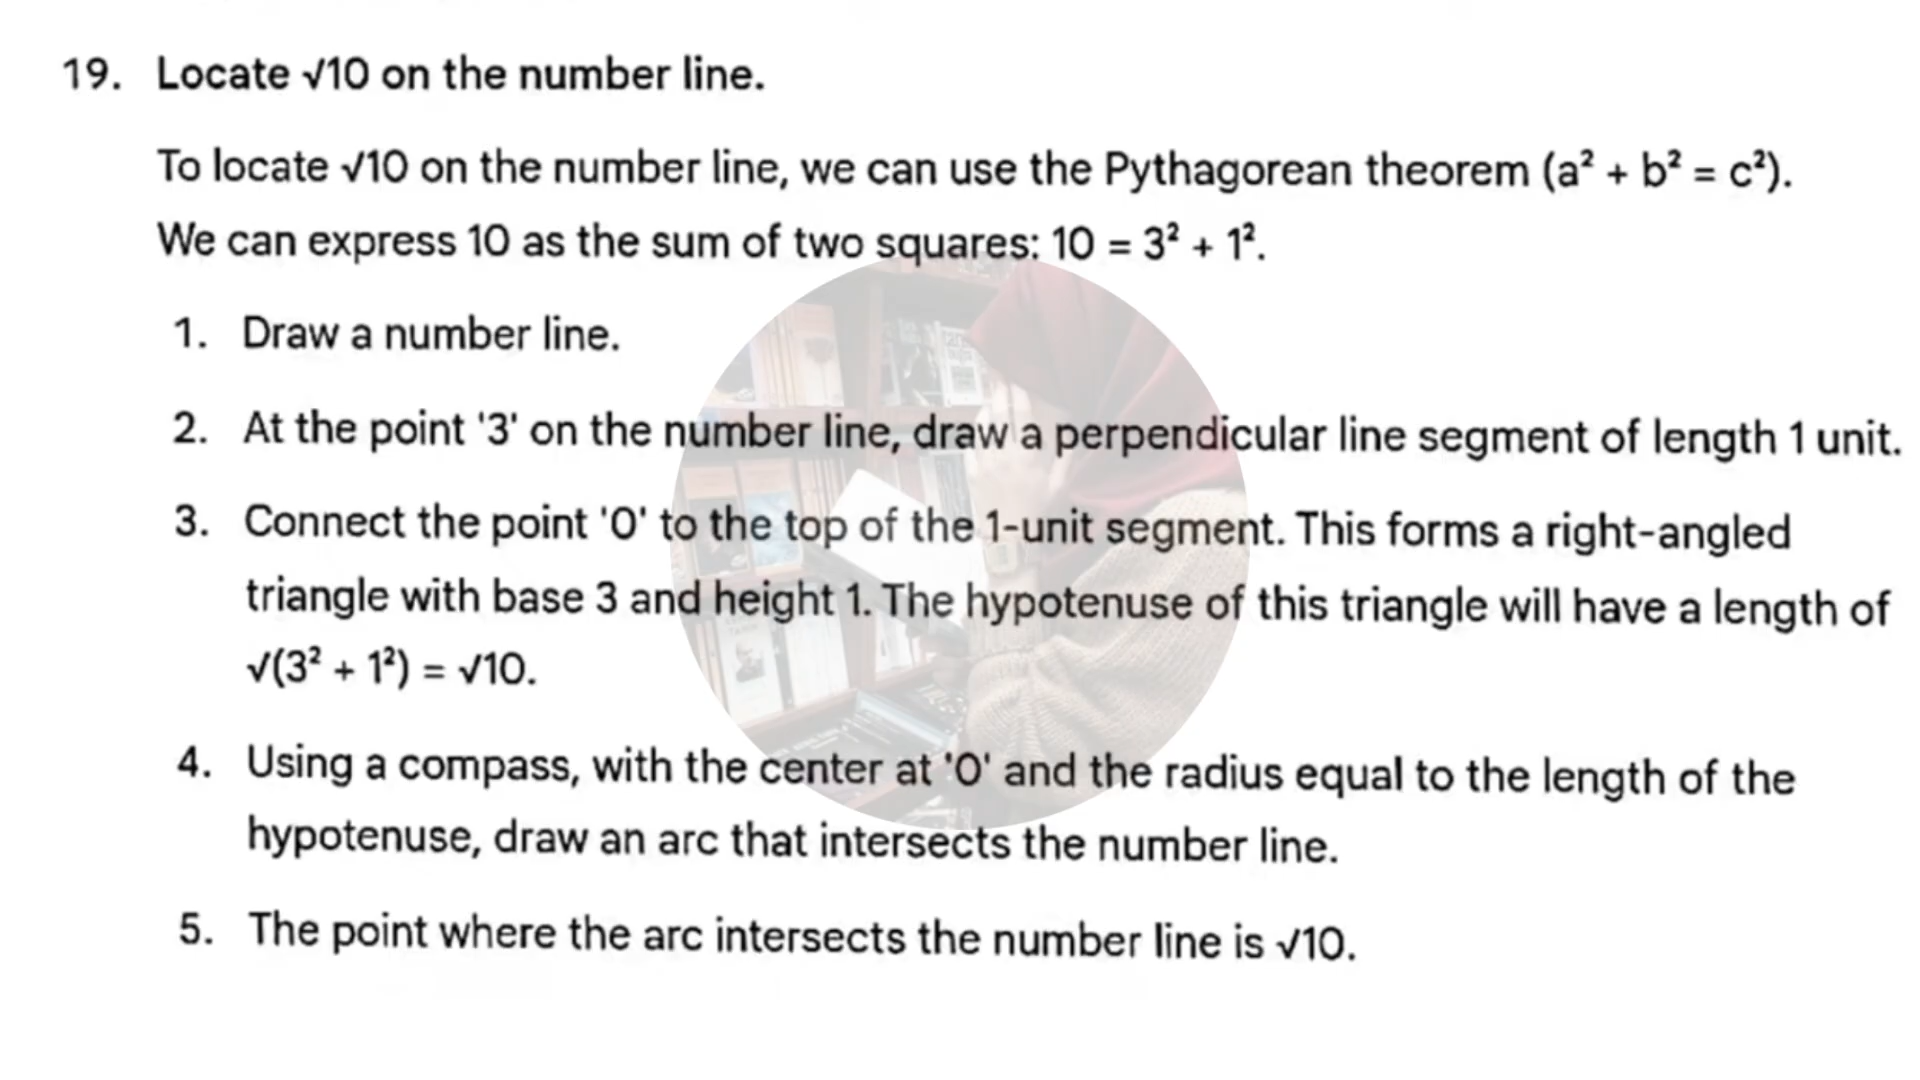 19. Locate √10 on the number line.
To locate √10 on the number line, we can use the Pythagorean theorem (a² + b² = c²).
We can express 10 as the sum of two squares: 10 = 3² + 1².
1. Draw a number line.
2. At the point '3' on the number line, draw a perpendicular line segment of length 1 unit.
3. Connect the point '0' to the top of the 1-unit segment. This forms a right-angled
triangle with base 3 and height 1. The hypotenuse of this triangle will have a length of
√(3² + 1²) = √10.
4. Using a compass, with the center at '0' and the radius equal to the length of the
hypotenuse, draw an arc that intersects the number line.
5. The point where the arc intersects the number line is √10.